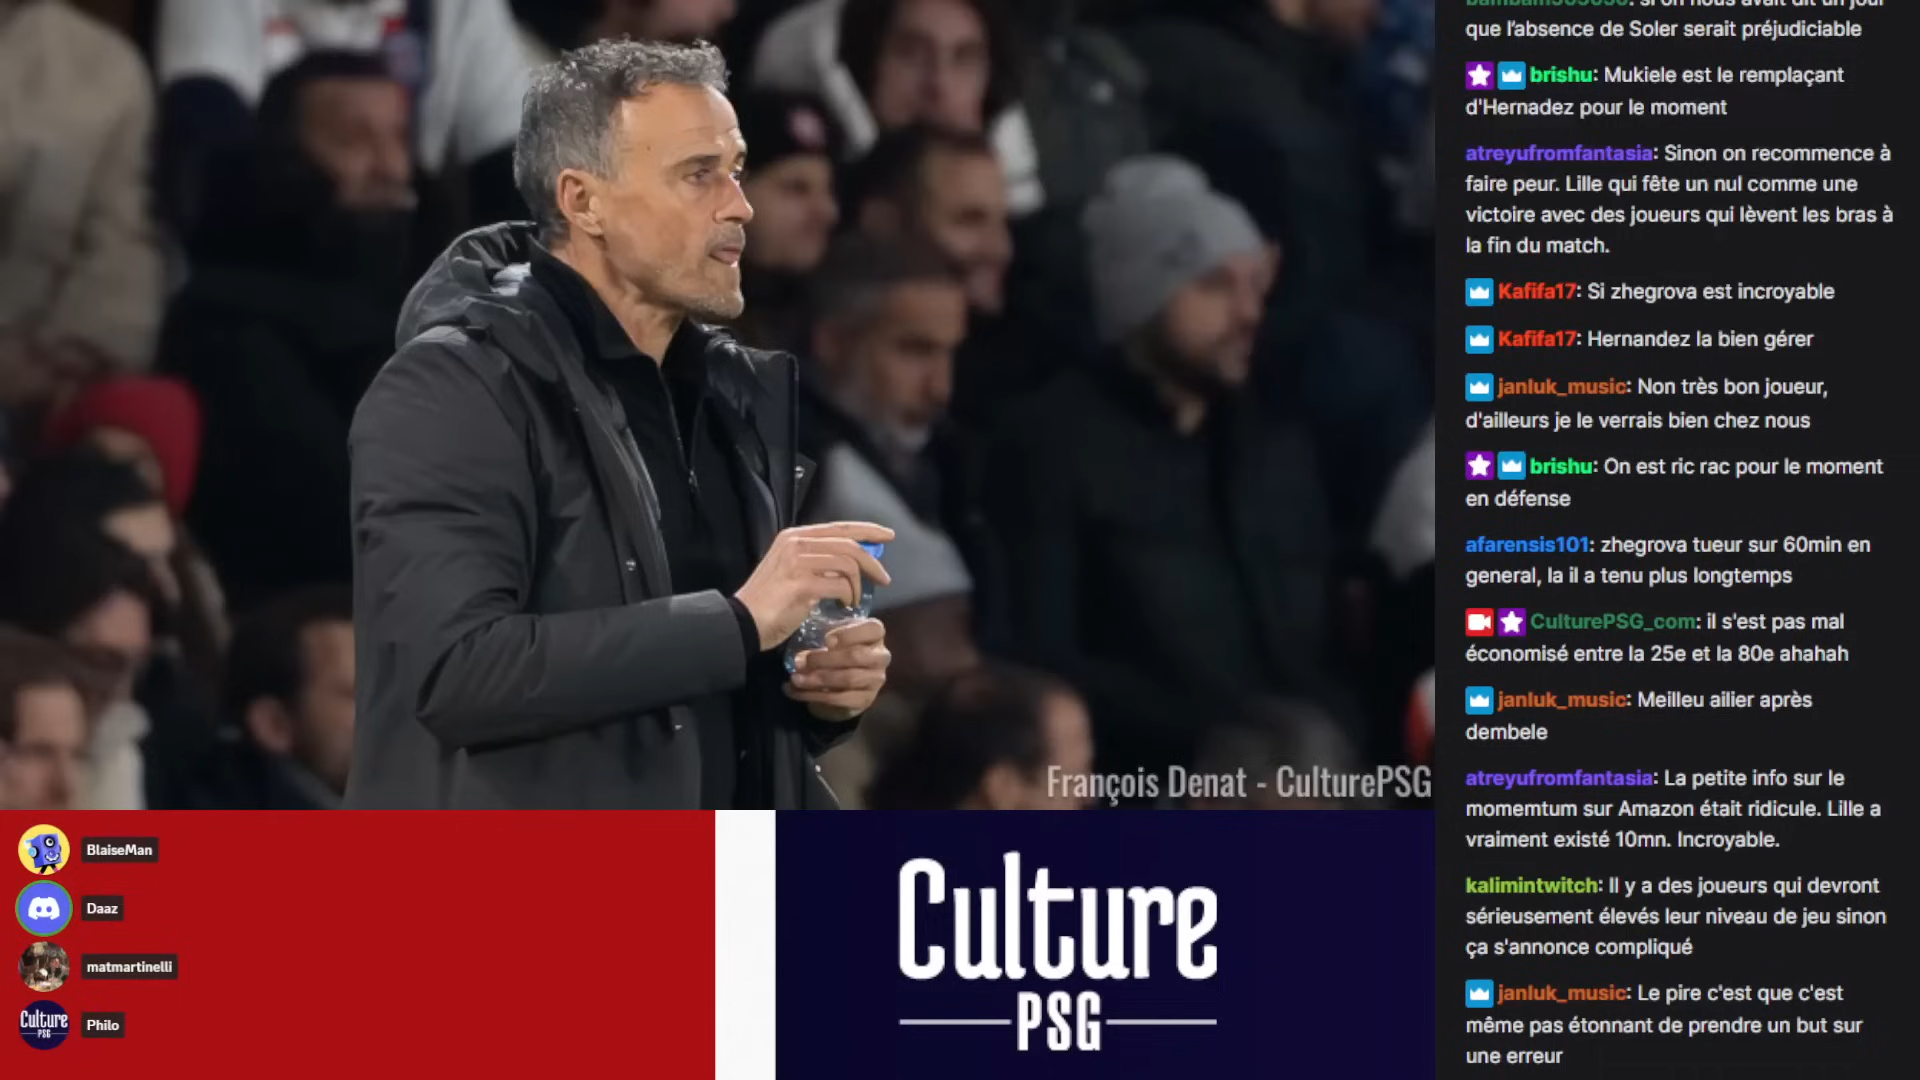 que l'absence de Soler serait préjudiciable
brishu: Mukiele est le remplaçant
d'Hernadez pour le moment
atreyufromfantasia: Sinon on recommence à
faire peur. Lille qui fête un nul comme une
victoire avec des joueurs qui lèvent les bras à
la fin du match.
Kafifa17: Si zhegrova est incroyable
Kafifa17: Hernandez la bien gérer
janluk_music: Non très bon joueur,
d'ailleurs je le verrais bien chez nous
brishu: On est ric rac pour le moment
en défense
afarensis101: zhegrova tueur sur 60min en
general, la il a tenu plus longtemps
CulturePSG_com: il s'est pas mal
économisé entre la 25e et la 80e ahahah
janluk_music: Meilleu ailier après
dembele
atreyufromfantasia: La petite info sur le
momemtum sur Amazon était ridicule. Lille a
vraiment existé 10mn. Incroyable.
kalimintwitch: Il y a des joueurs qui devront
sérieusement élevés leur niveau de jeu sinon
ça s'annonce compliqué
janluk_music: Le pire c'est que c'est
même pas étonnant de prendre un but sur
une erreur
François Denat - CulturePSG
BlaiseMan
Daaz
matmartinelli
Culture
PSG
Philo
Culture
PSG